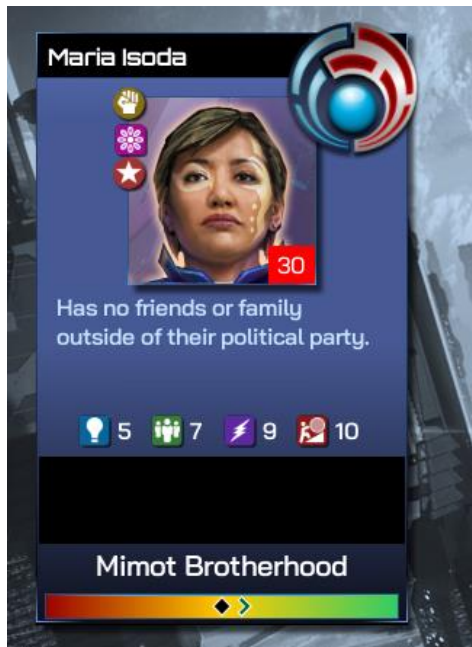 Maria Isoda
30
Has no friends or family
outside of their political party.
5 7 9 10
Mimot Brotherhood